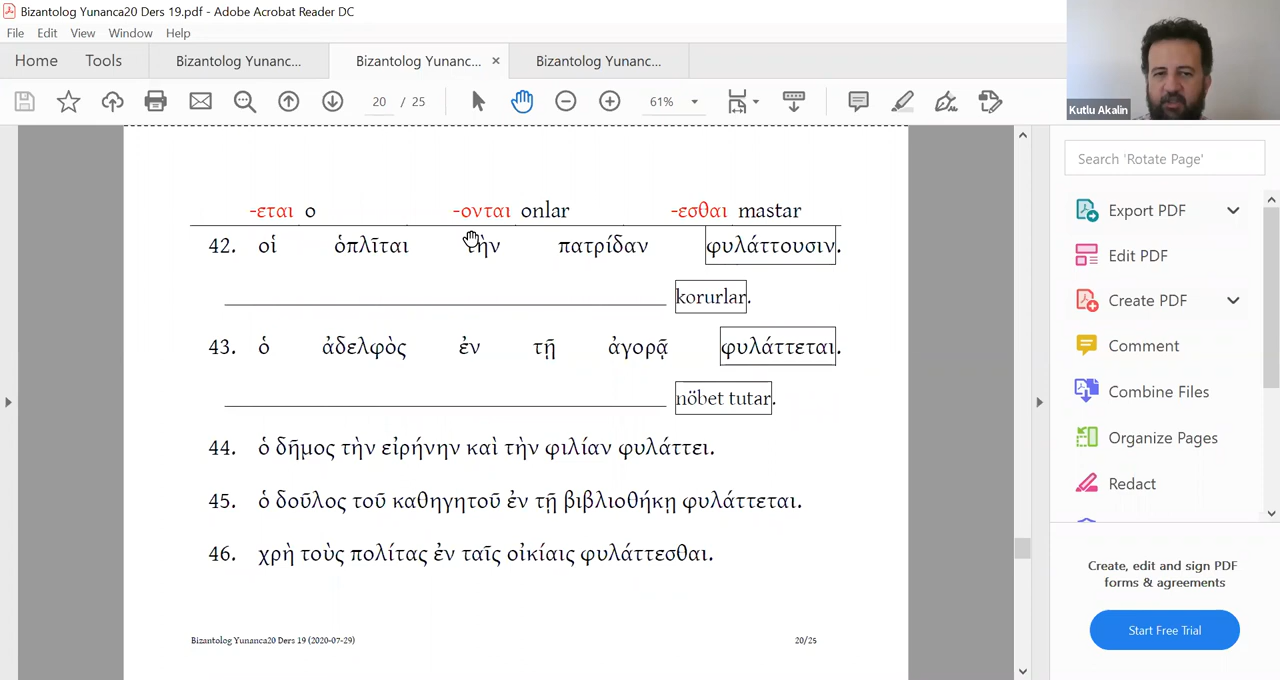 Bizantolog Yunanca20 Ders 19.pdf - Adobe Acrobat Reader DC
File Edit View Window Help
Home Tools Bizantolog Yunanc... Bizantolog Yunanc... × Bizantolog Yunanc...
20 / 25 61%
Kutlu Akalin
-εται o -ονται onlar -εσθαι mastar
42. οἱ ὁπλῖται τὴν πατρίδαν φυλάττουσιν.
korurlar.
43. ὁ ἀδελφὸς ἐν τῇ ἀγορᾷ φυλάττεται.
nöbet tutar.
44. ὁ δῆμος τὴν εἰρήνην καὶ τὴν φιλίαν φυλάττει.
45. ὁ δοῦλος τοῦ καθηγητοῦ ἐν τῇ βιβλιοθήκῃ φυλάττεται.
46. χρὴ τοὺς πολίτας ἐν ταῖς οἰκίαις φυλάττεσθαι.
Bizantolog Yunanca20 Ders 19 (2020-07-29) 20/25
Search 'Rotate Page'
Export PDF
Edit PDF
Create PDF
Comment
Combine Files
Organize Pages
Redact
Create, edit and sign PDF
forms & agreements
Start Free Trial